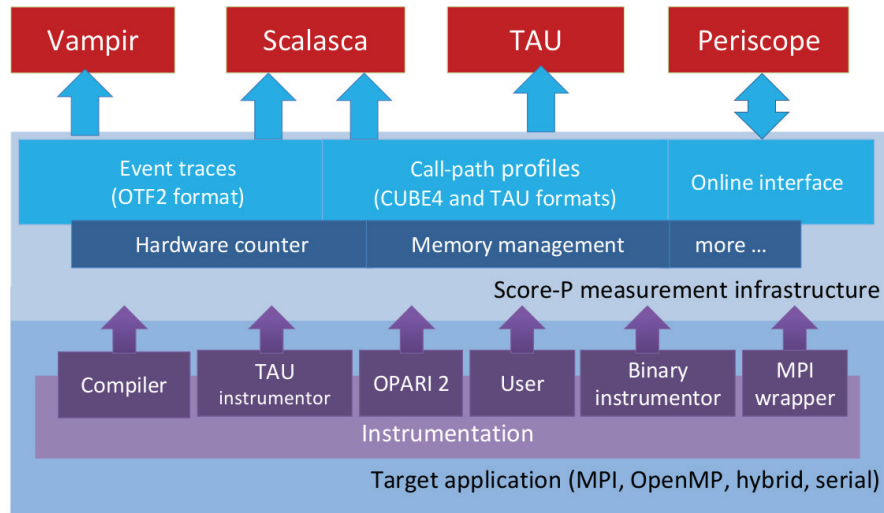 Vampir
Scalasca
TAU
Periscope
Event traces
(OTF2 format)
Call-path profiles
(CUBE4 and TAU formats)
Online interface
Hardware counter
Memory management
more ...
Score-P measurement infrastructure
Compiler
TAU
instrumentor
OPARI 2
User
Binary
instrumentor
MPI
wrapper
Instrumentation
Target application (MPI, OpenMP, hybrid, serial)